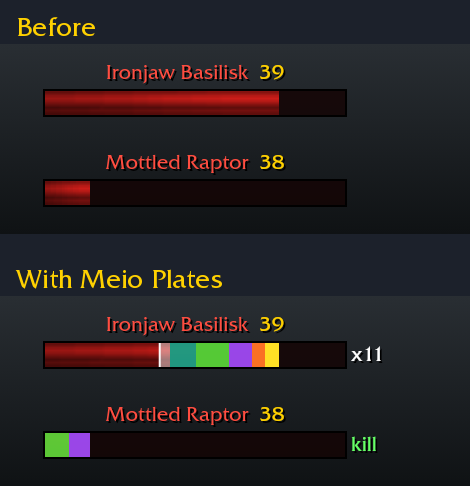 Before
Ironjaw Basilisk 39
Mottled Raptor 38
With Meio Plates
Ironjaw Basilisk 39
x11
Mottled Raptor 38
kill